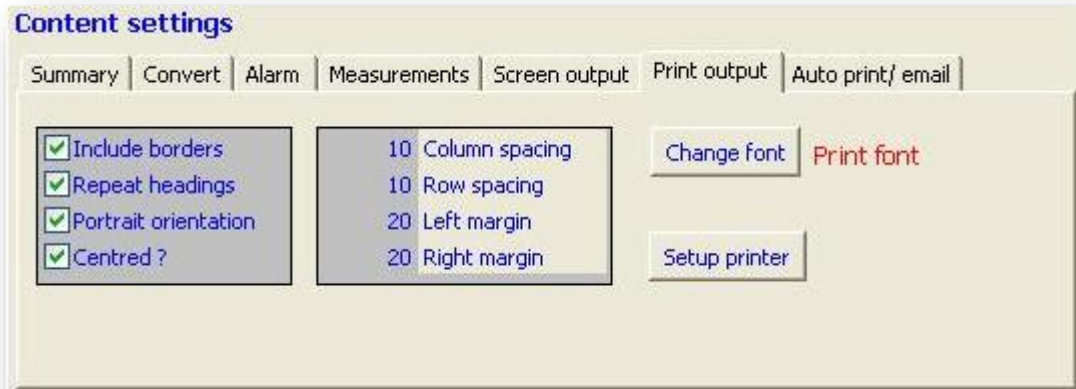 Content settings
Summary Convert Alarm Measurements Screen output Print output Auto print/ email
Include borders
Repeat headings
Portrait orientation
Centred ?
10 Column spacing
10 Row spacing
20 Left margin
20 Right margin
Change font Print font
Setup printer